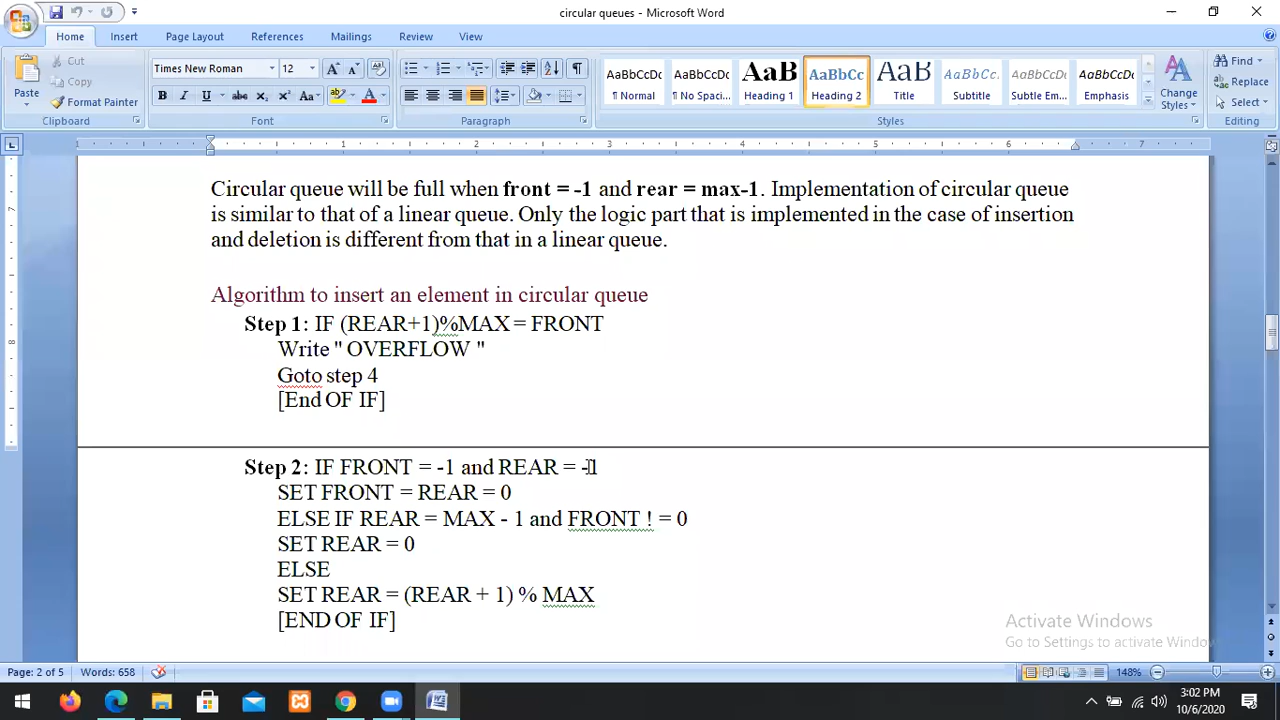 circular queues - Microsoft Word
Home Insert Page Layout References Mailings Review View
Paste Cut Copy Format Painter Clipboard
Times New Roman 12 Font
Paragraph
AaBbCcDc ¶ Normal
AaBbCcDc ¶ No Spaci...
AaB Heading 1
AaBbCc Heading 2
AaB Title
AaBbCc Subtitle
AaBbCcDc Subtle Em...
AaBbCcDc Emphasis
Change Styles
Styles
Find Replace Select Editing
Circular queue will be full when front = -1 and rear = max-1. Implementation of circular queue
is similar to that of a linear queue. Only the logic part that is implemented in the case of insertion
and deletion is different from that in a linear queue.
Algorithm to insert an element in circular queue
Step 1: IF (REAR+1)%MAX = FRONT
Write " OVERFLOW "
Goto step 4
[End OF IF]
Step 2: IF FRONT = -1 and REAR = -1
SET FRONT = REAR = 0
ELSE IF REAR = MAX - 1 and FRONT ! = 0
SET REAR = 0
ELSE
SET REAR = (REAR + 1) % MAX
[END OF IF]
Activate Windows
Go to Settings to activate Windows
Page: 2 of 5 Words: 658 148%
3:02 PM
10/6/2020